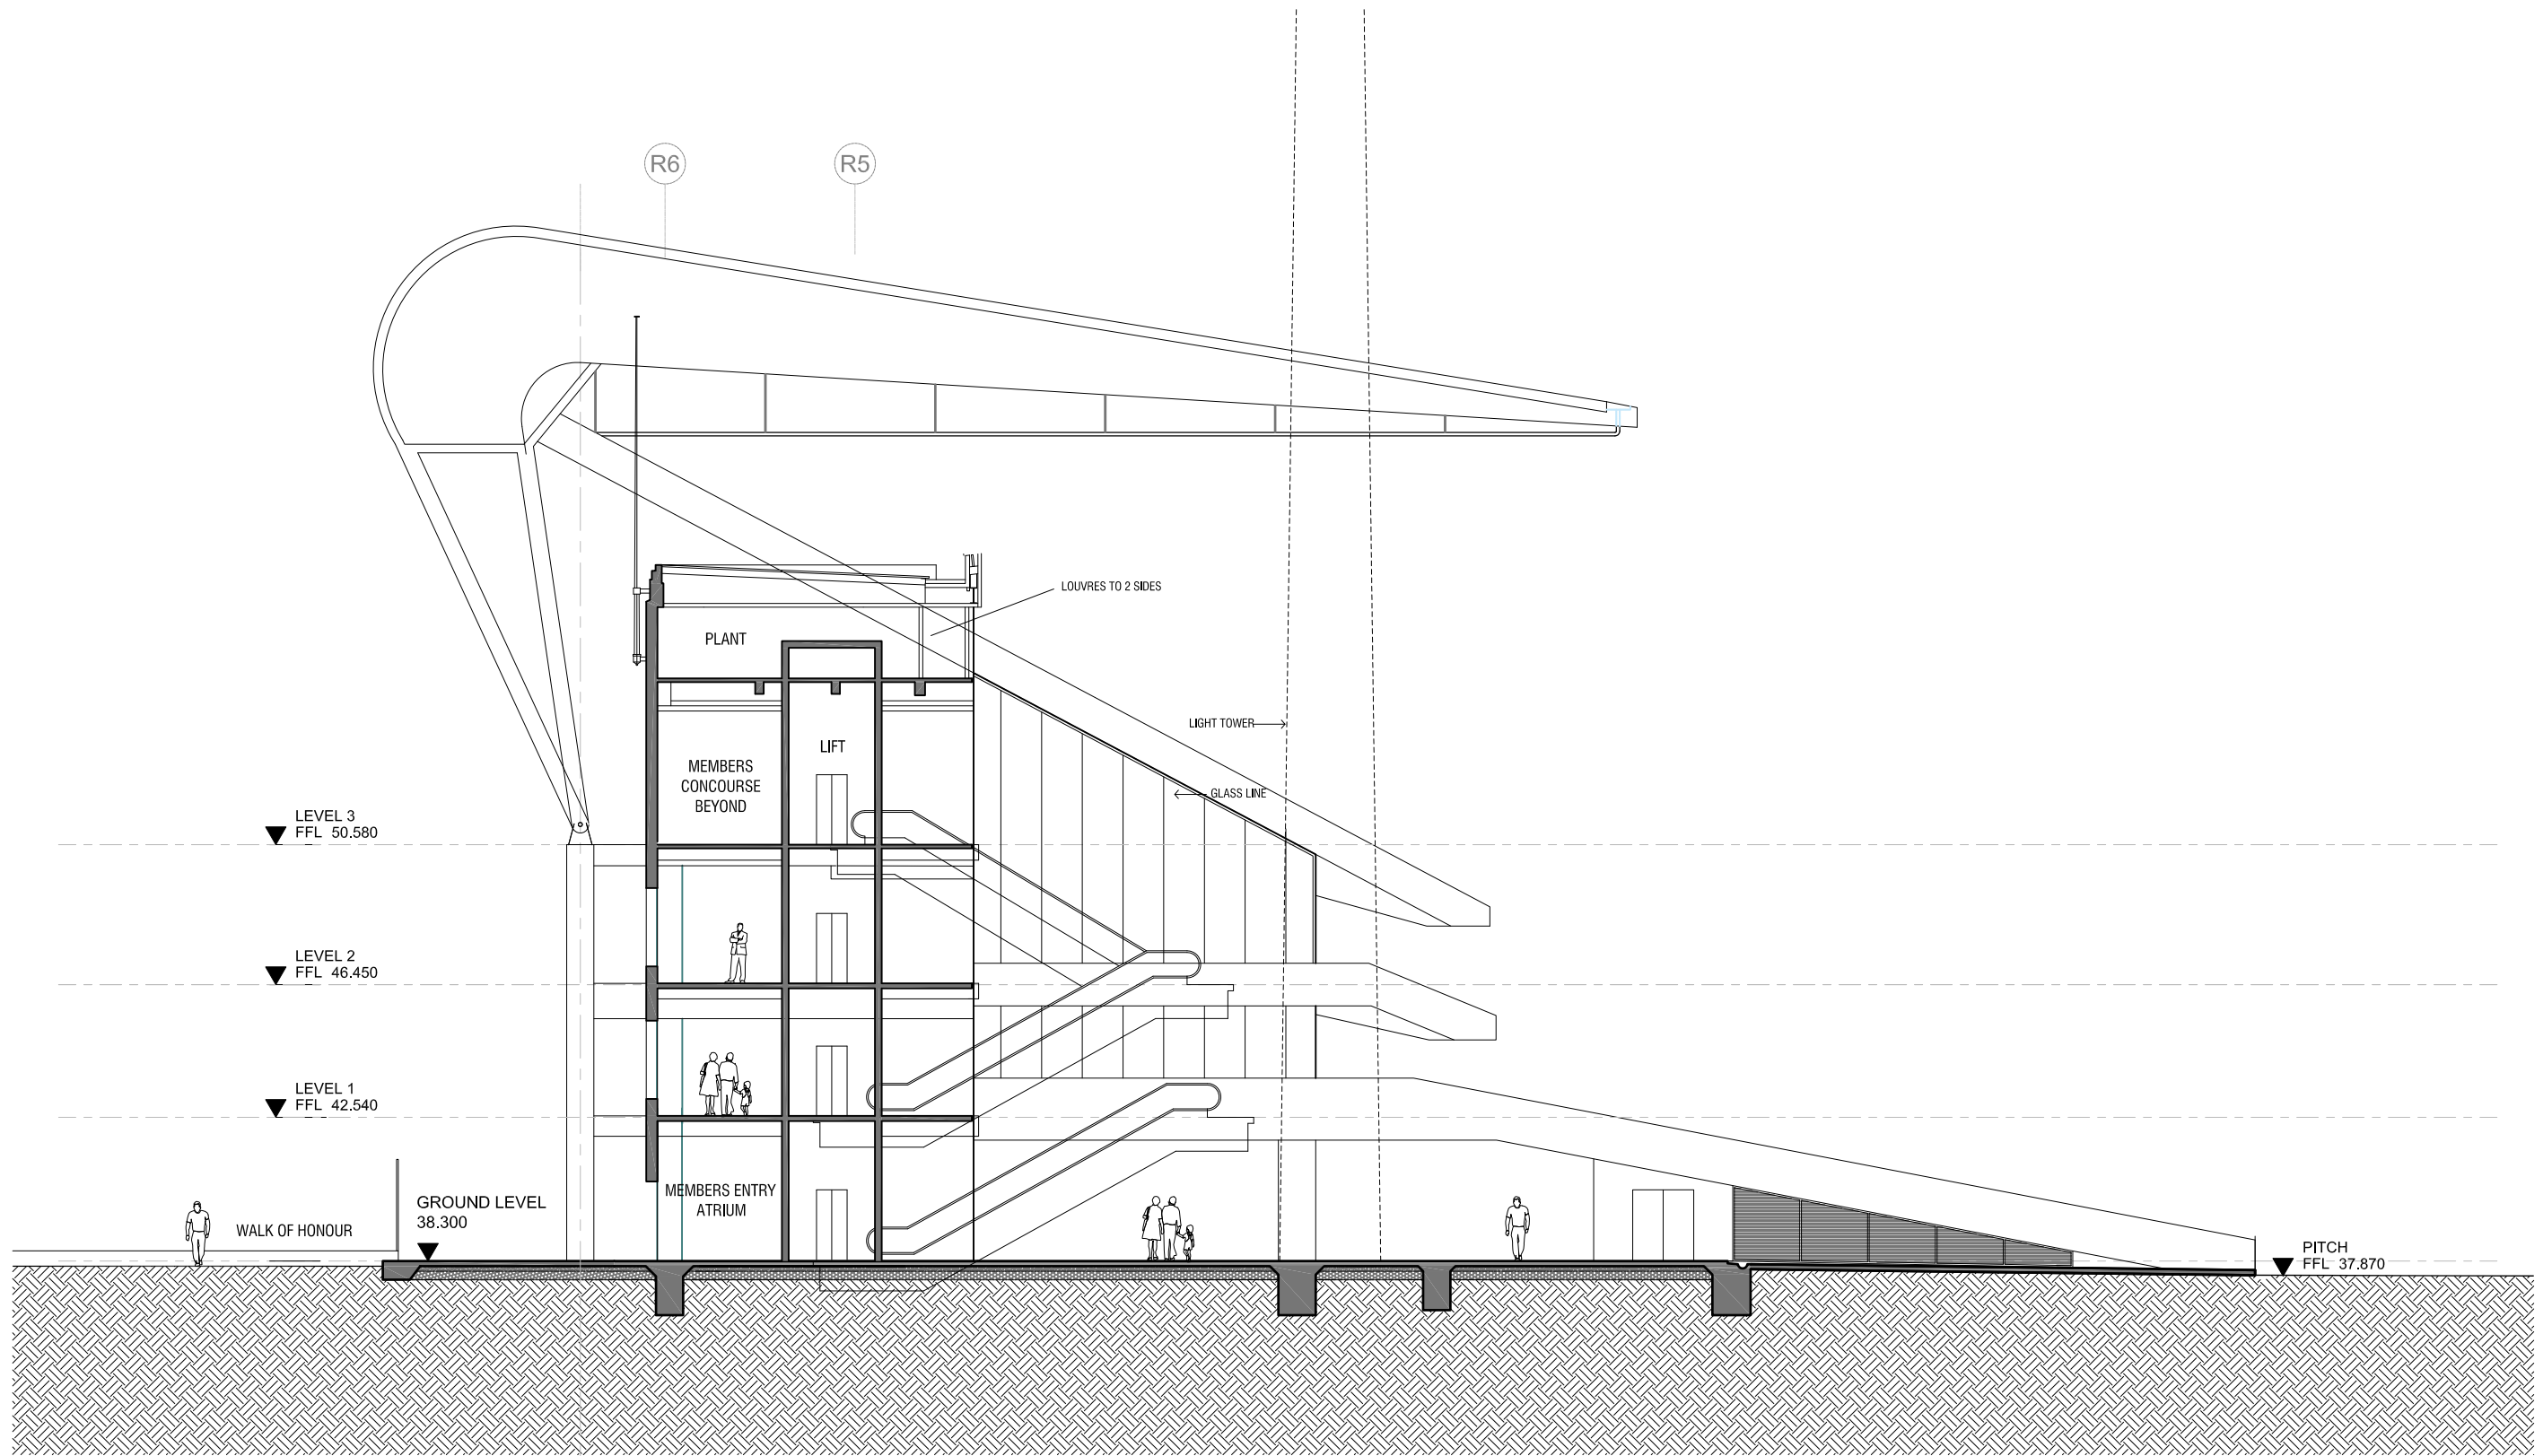 R6
R5
LOUVRES TO 2 SIDES
PLANT
LIGHT TOWER
LIFT
MEMBERS
CONCOURSE
BEYOND
GLASS LINE
LEVEL 3
FFL 50.580
LEVEL 2
FFL 46.450
LEVEL 1
FFL 42.540
MEMBERS ENTRY
ATRIUM
GROUND LEVEL
38.300
WALK OF HONOUR
PITCH
FFL 37.870